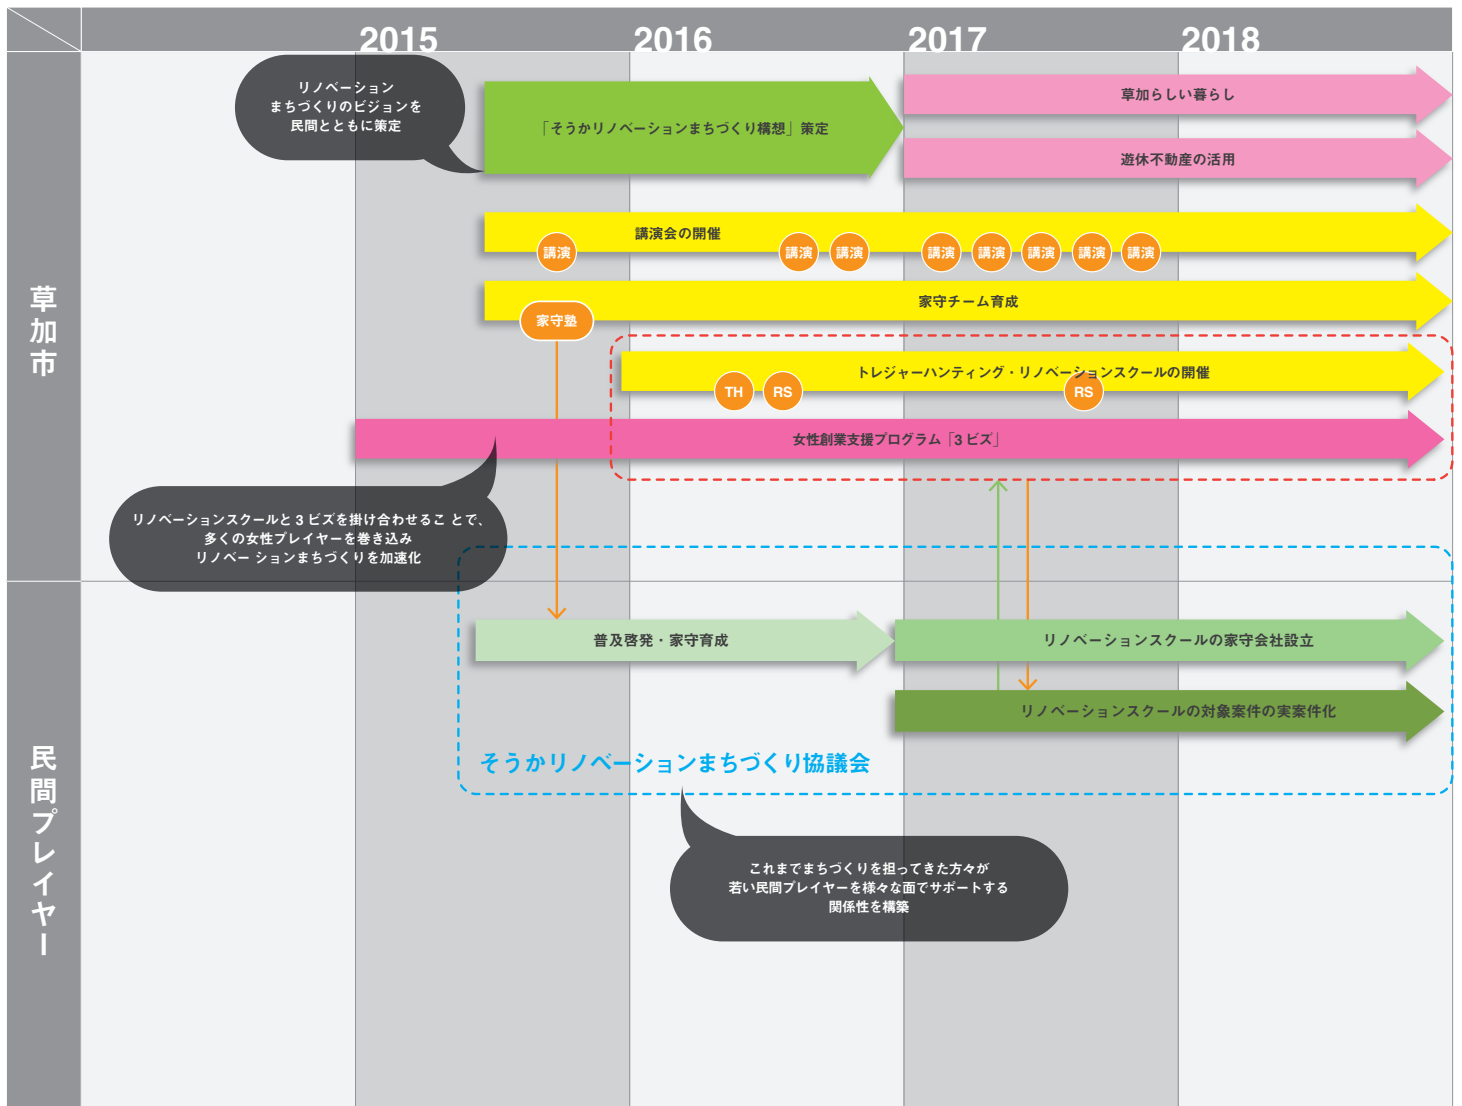 2015
2016
2017
2018
草加市
リノベーション
まちづくりのビジョンを
民間とともに策定
「そうかリノベーションまちづくり構想」策定
草加らしい暮らし
遊休不動産の活用
講演会の開催
講演
講演
講演
講演
講演
講演
講演
講演
家守チーム育成
家守塾
トレジャーハンティング・リノベーションスクールの開催
TH
RS
RS
女性創業支援プログラム「3 ビズ」
リノベーションスクールと 3 ビズを掛け合わせるこ とで、
多くの女性プレイヤーを巻き込み
リノベー ションまちづくりを加速化
民間プレイヤー
普及啓発・家守育成
リノベーションスクールの家守会社設立
リノベーションスクールの対象案件の実案件化
そうかリノベーションまちづくり協議会
これまでまちづくりを担ってきた方々が
若い民間プレイヤーを様々な面でサポートする
関係性を構築